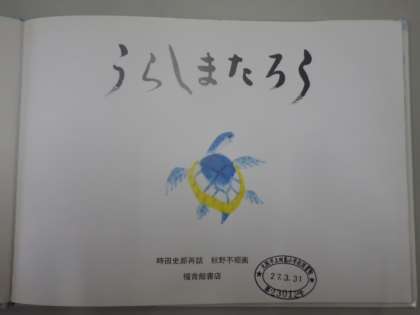 うらしまたろう
時田史郎再話 秋野不矩画
福音館書店
27.3.31